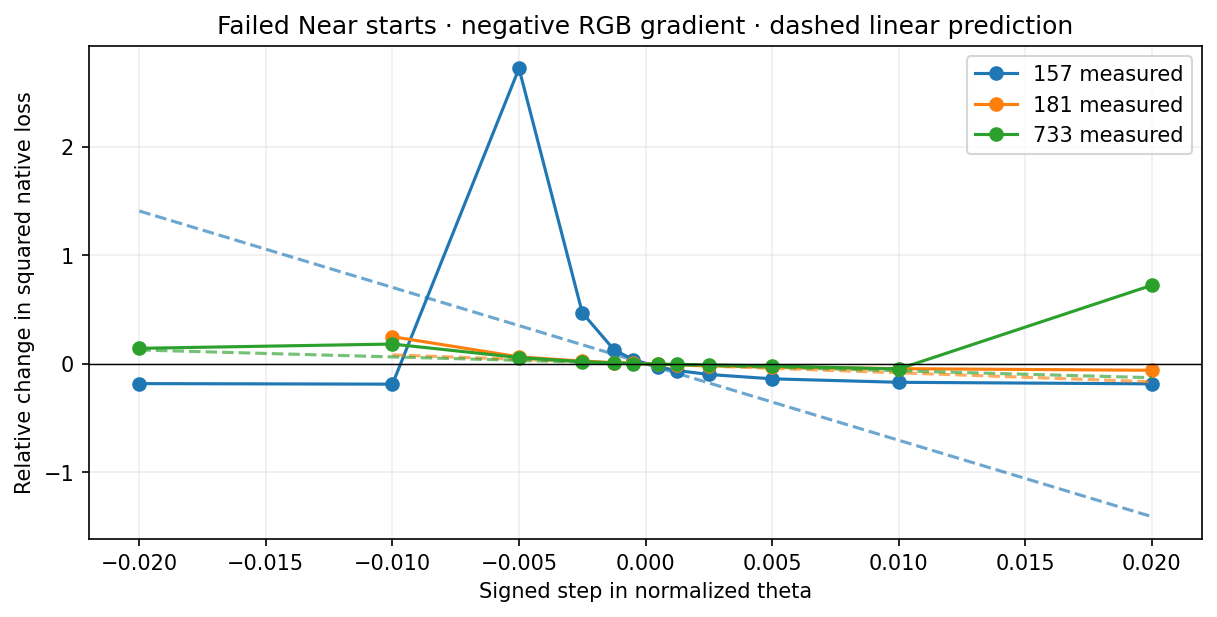 Failed Near starts · negative RGB gradient · dashed linear prediction
157 measured
181 measured
733 measured
Relative change in squared native loss
2
1
0
−1
−0.020 −0.015 −0.010 −0.005 0.000 0.005 0.010 0.015 0.020
Signed step in normalized theta